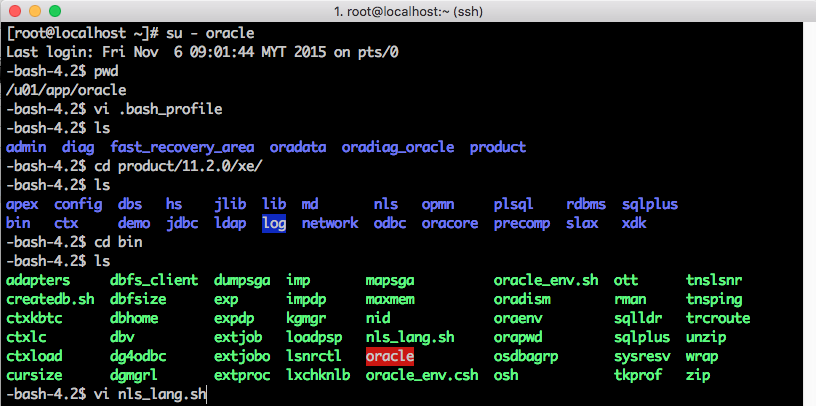 1. root@localhost:~ (ssh)
[root@localhost ~]# su - oracle
Last login: Fri Nov  6 09:01:44 MYT 2015 on pts/0
-bash-4.2$ pwd
/u01/app/oracle
-bash-4.2$ vi .bash_profile
-bash-4.2$ ls
admin  diag  fast_recovery_area  oradata  oradiag_oracle  product
-bash-4.2$ cd product/11.2.0/xe/
-bash-4.2$ ls
apex  config  dbs   hs    jlib  lib  md       nls   opmn     plsql    rdbms  sqlplus
bin   ctx     demo  jdbc  ldap  log  network  odbc  oracore  precomp  slax   xdk
-bash-4.2$ cd bin
-bash-4.2$ ls
adapters     dbfs_client  dumpsga  imp       mapsga          oracle_env.sh  ott      tnslsnr
createdb.sh  dbfsize      exp      impdp     maxmem          oradism        rman     tnsping
ctxkbtc      dbhome       expdp    kgmgr     nid             oraenv         sqlldr   trcroute
ctxlc        dbv          extjob   loadpsp   nls_lang.sh     orapwd         sqlplus  unzip
ctxload      dg4odbc      extjobo  lsnrctl   oracle          osdbagrp       sysresv  wrap
cursize      dgmgrl       extproc  lxchknlb  oracle_env.csh  osh            tkprof   zip
-bash-4.2$ vi nls_lang.sh